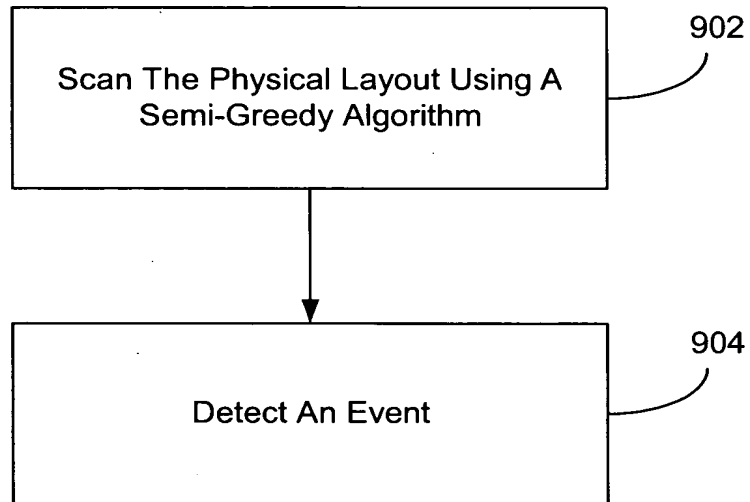 902
Scan The Physical Layout Using A
Semi-Greedy Algorithm
904
Detect An Event